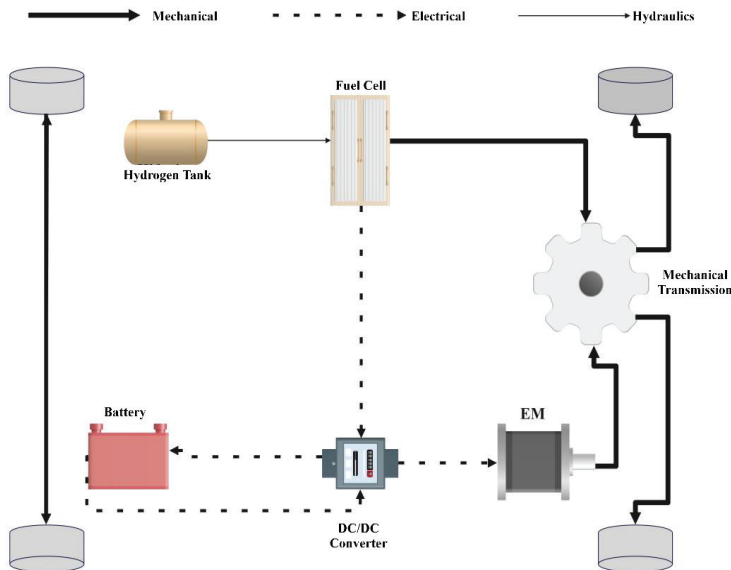 Mechanical
Electrical
Hydraulics
Fuel Cell
Hydrogen Tank
Mechanical
Transmission
Battery
EM
DC/DC
Converter